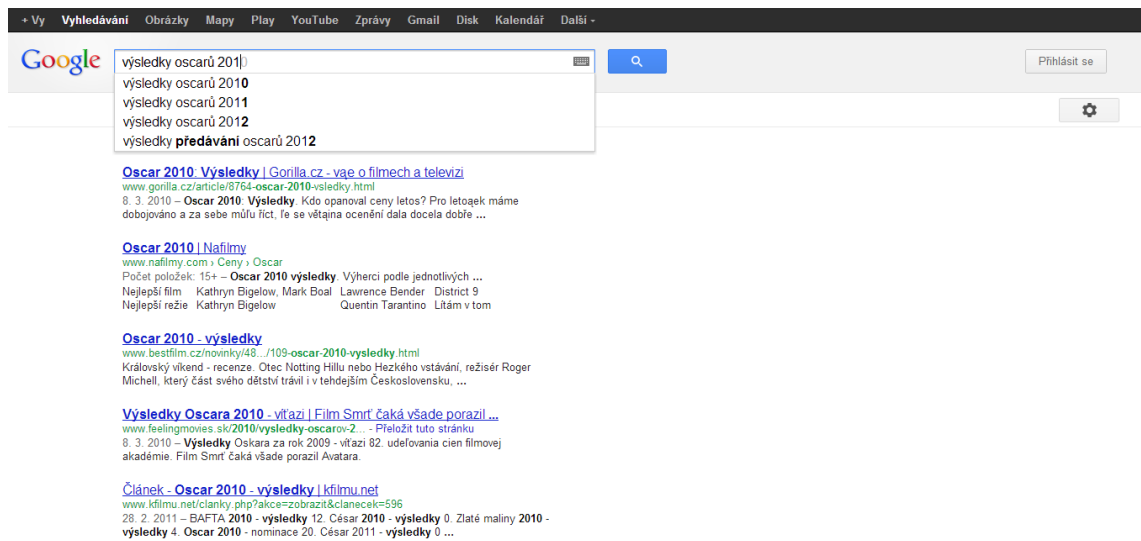 + Vy Vyhledávání Obrázky Mapy Play YouTube Zprávy Gmail Disk Kalendář Další
Google výsledky oscarů 2010 Přihlásit se
výsledky oscarů 2010
výsledky oscarů 2011
výsledky oscarů 2012
výsledky předávání oscarů 2012
Oscar 2010: Výsledky | Gorilla.cz - vąe o filmech a televizi
www.gorilla.cz/article/8764-oscar-2010-vsledky.html
8. 3. 2010 – Oscar 2010: Výsledky. Kdo opanoval ceny letos? Pro letoąek máme
dobojováno a za sebe můľu říct, ľe se větąina ocenění dala docela dobře ...
Oscar 2010 | Nafilmy
www.nafilmy.com › Ceny › Oscar
Počet položek: 15+ – Oscar 2010 výsledky. Výherci podle jednotlivých ...
Nejlepší film Kathryn Bigelow, Mark Boal Lawrence Bender District 9
Nejlepší režie Kathryn Bigelow Quentin Tarantino Lítám v tom
Oscar 2010 - výsledky
www.bestfilm.cz/novinky/48.../109-oscar-2010-vysledky.html
Královský víkend - recenze. Otec Notting Hillu nebo Hezkého vstávání, režisér Roger
Michell, který část svého dětství trávil i v tehdejším Československu, ...
Výsledky Oscara 2010 - víťazi | Film Smrť čaká všade porazil ...
www.feelingmovies.sk/2010/vysledky-oscarov-2... - Přeložit tuto stránku
8. 3. 2010 – Výsledky Oskara za rok 2009 - víťazi 82. udeľovania cien filmovej
akadémie. Film Smrť čaká všade porazil Avatara.
Článek - Oscar 2010 - výsledky | kfilmu.net
www.kfilmu.net/clanky.php?akce=zobrazit&clanecek=596
28. 2. 2011 – BAFTA 2010 - výsledky 12. César 2010 - výsledky 0. Zlaté maliny 2010 -
výsledky 4. Oscar 2010 - nominace 20. César 2011 - výsledky 0 ...